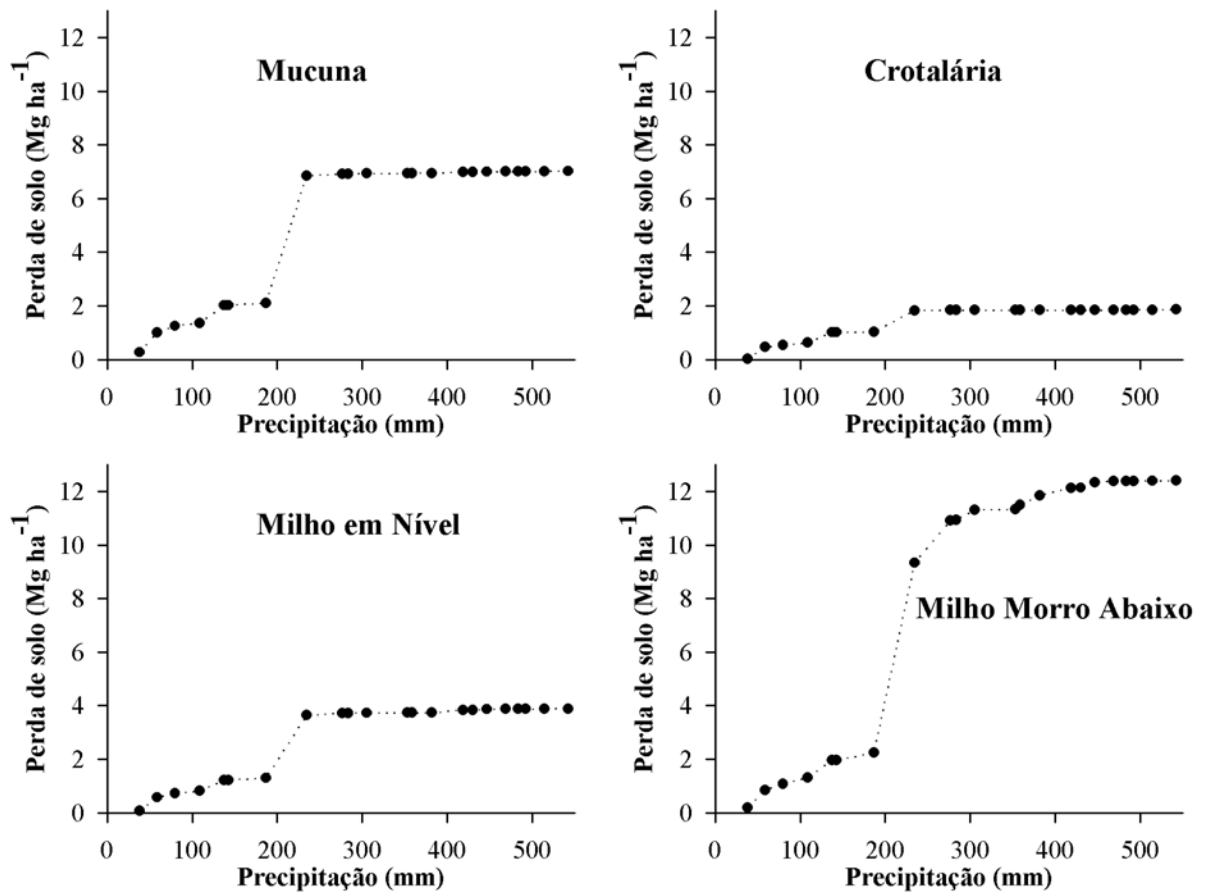 Perda de solo (Mg ha-1)
12
10
8
6
4
2
0
Mucuna
0 100 200 300 400 500
Precipitação (mm)
Perda de solo (Mg ha-1)
12
10
8
6
4
2
0
Crotalária
0 100 200 300 400 500
Precipitação (mm)
Perda de solo (Mg ha-1)
12
10
8
6
4
2
0
Milho em Nível
0 100 200 300 400 500
Precipitação (mm)
Perda de solo (Mg ha-1)
12
10
8
6
4
2
0
Milho Morro Abaixo
0 100 200 300 400 500
Precipitação (mm)